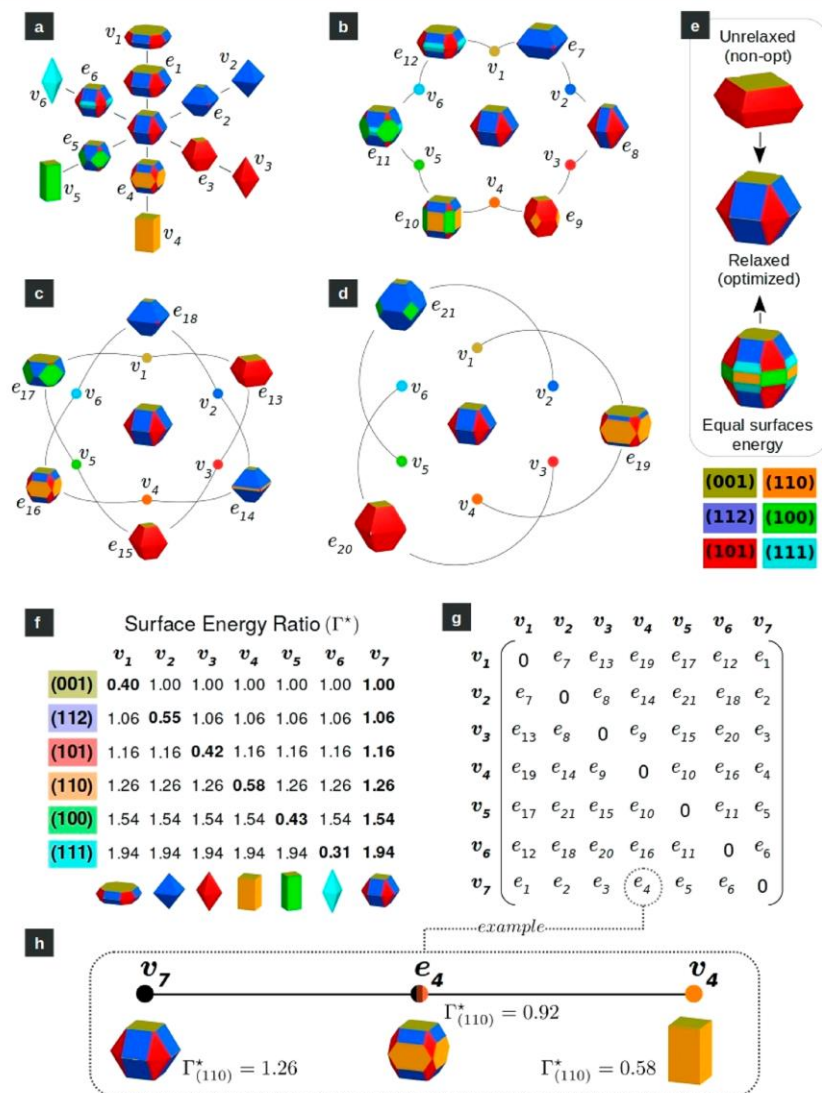 a
v1
e1
v2
e6
v6
e2
e5
v5
e4
e3
v3
v4
b
e12
e7
v1
v6
v2
e11
v5
v3
e8
v4
e10
e9
c
e18
v1
e17
e13
v6
v2
v5
v3
v4
e16
e14
e15
d
e21
v1
v6
v2
v5
v3
e19
v4
e20
e
Unrelaxed
(non-opt)
Relaxed
(optimized)
Equal surfaces
energy
(001) (110)
(112) (100)
(101) (111)
f
Surface Energy Ratio (Γ*)
v1 v2 v3 v4 v5 v6 v7
(001) 0.40 1.00 1.00 1.00 1.00 1.00 1.00
(112) 1.06 0.55 1.06 1.06 1.06 1.06 1.06
(101) 1.16 1.16 0.42 1.16 1.16 1.16 1.16
(110) 1.26 1.26 1.26 0.58 1.26 1.26 1.26
(100) 1.54 1.54 1.54 1.54 0.43 1.54 1.54
(111) 1.94 1.94 1.94 1.94 1.94 0.31 1.94
g
v1 v2 v3 v4 v5 v6 v7
v1 0 e7 e13 e19 e17 e12 e1
v2 e7 0 e8 e14 e21 e18 e2
v3 e13 e8 0 e9 e15 e20 e3
v4 e19 e14 e9 0 e10 e16 e4
v5 e17 e21 e15 e10 0 e11 e5
v6 e12 e18 e20 e16 e11 0 e6
v7 e1 e2 e3 e4 e5 e6 0
example
h
v7 e4 v4
Γ*(110) = 0.92
Γ*(110) = 1.26
Γ*(110) = 0.58